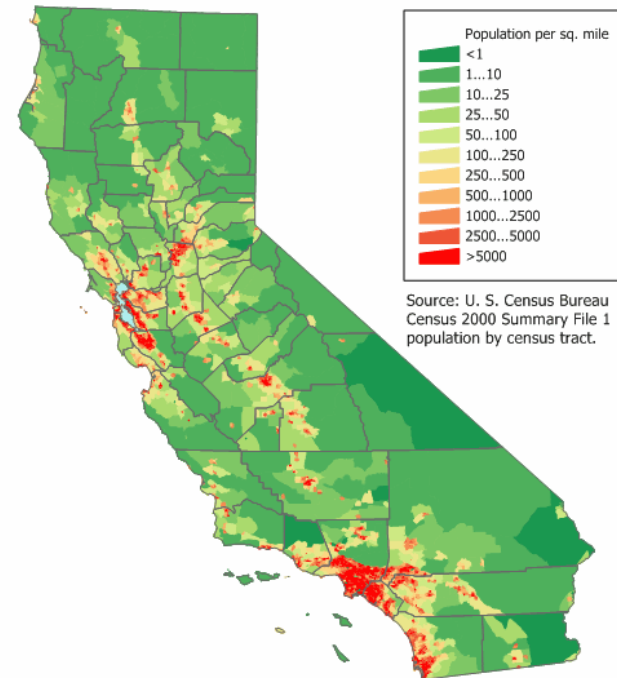 Population per sq. mile
<1
1...10
10...25
25...50
50...100
100...250
250...500
500...1000
1000...2500
2500...5000
>5000
Source: U. S. Census Bureau
Census 2000 Summary File 1
population by census tract.